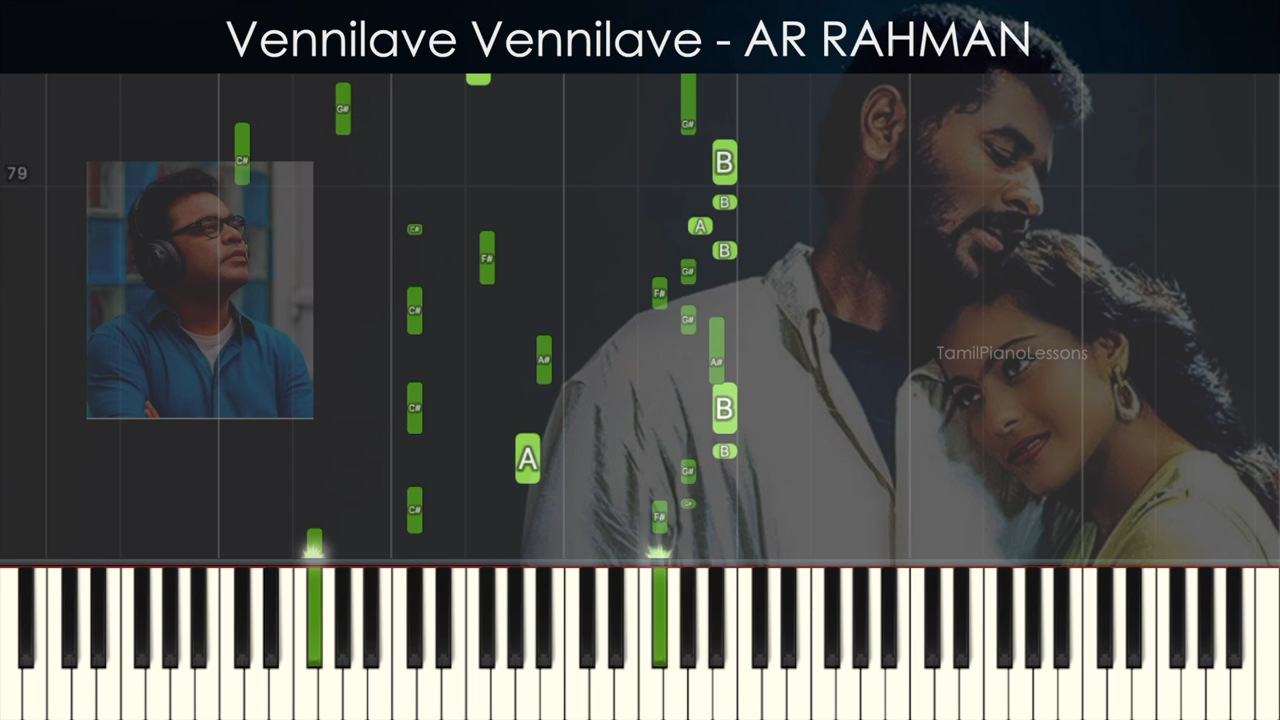 Vennilave Vennilave - AR RAHMAN
G#
G#
C#
B
79
B
A
C#
B
F#
G#
F#
C#
G#
TamilPianoLessons
A#
A#
C#
B
B
A
G#
G#
C#
F#